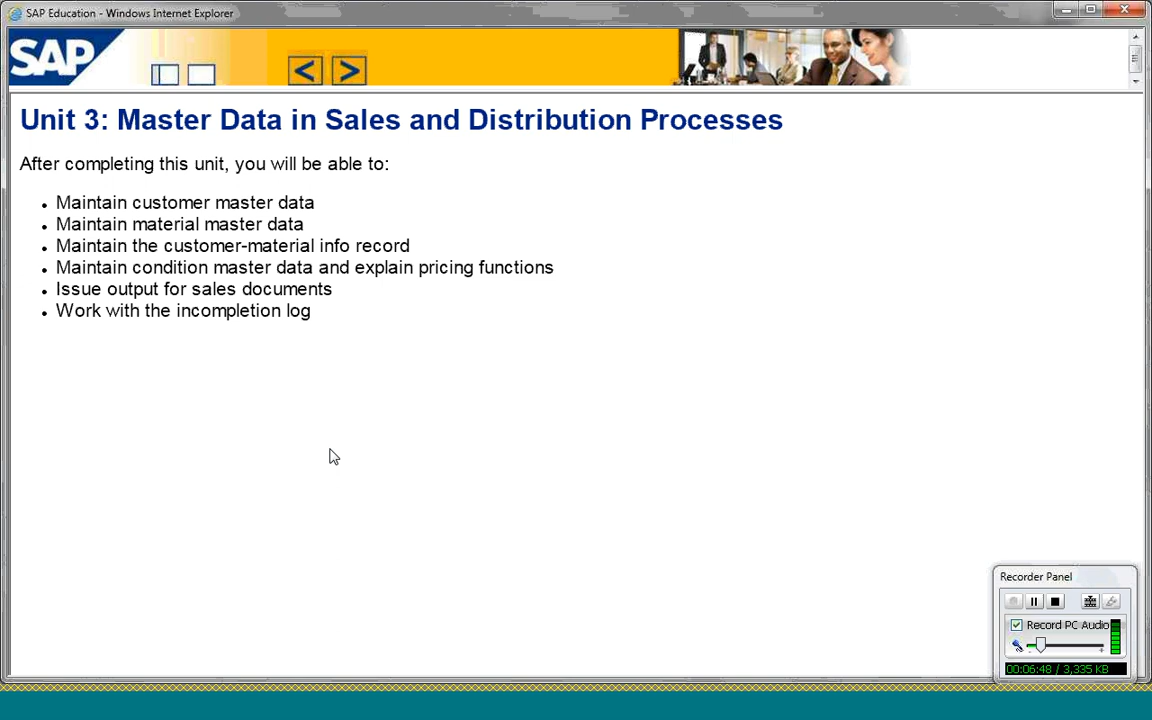 SAP Education - Windows Internet Explorer
SAP
< >
Unit 3: Master Data in Sales and Distribution Processes
After completing this unit, you will be able to:
• Maintain customer master data
• Maintain material master data
• Maintain the customer-material info record
• Maintain condition master data and explain pricing functions
• Issue output for sales documents
• Work with the incompletion log
Recorder Panel
Record PC Audio
- +
00:06:48 / 3,335 KB